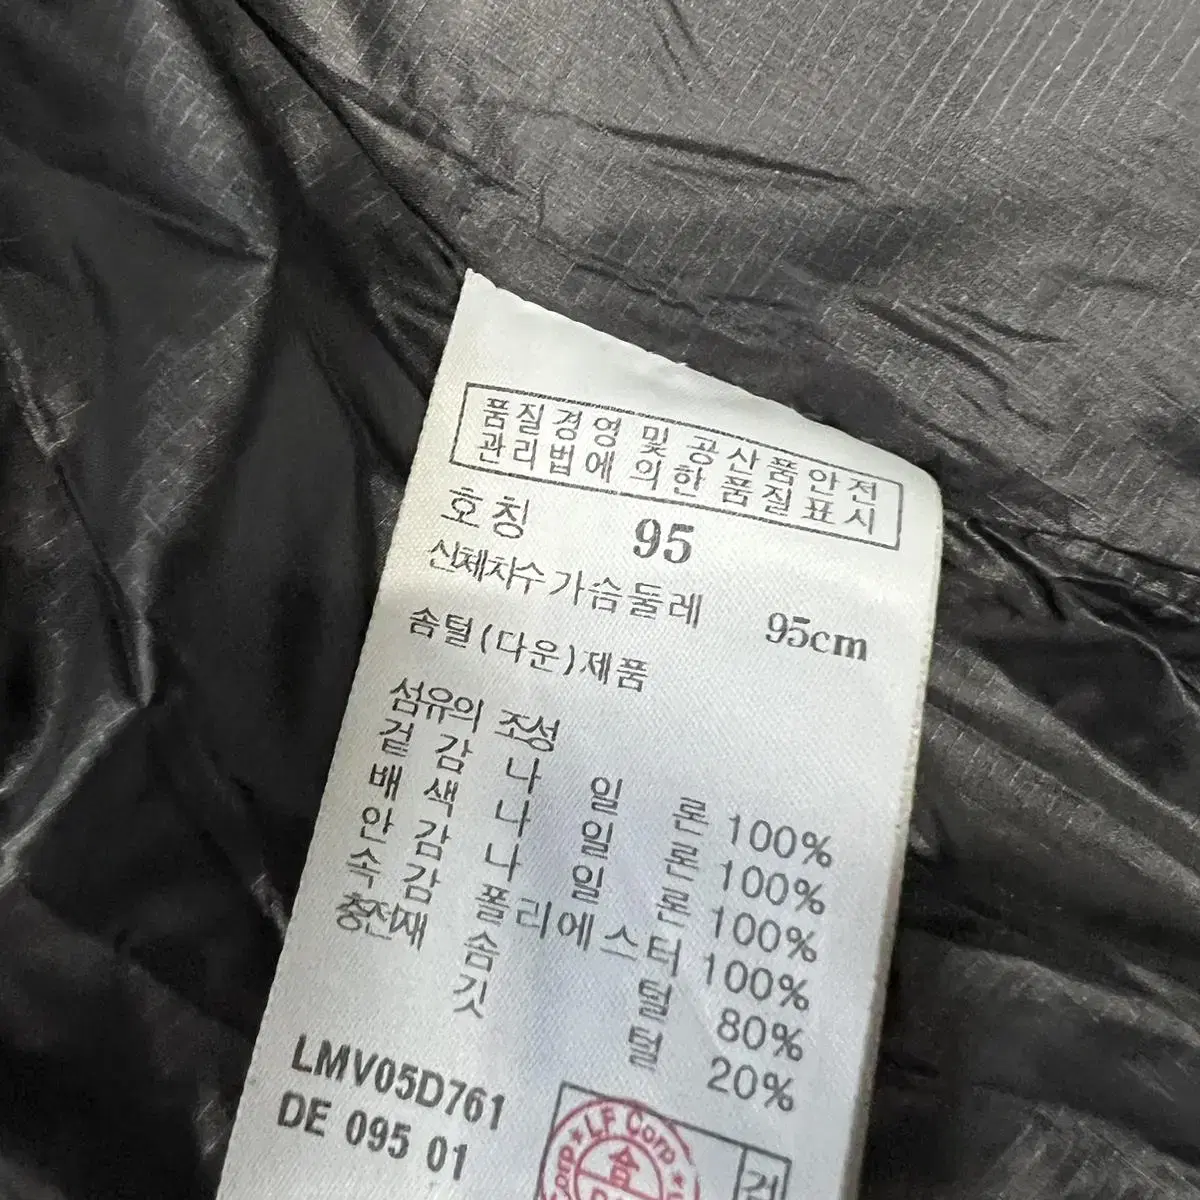 품질경영 및 공산품안전
관리법에 의한 품질표시
호칭 95
신체치수 가슴둘레 95cm
솜털(다운)제품
섬유의 조성
겉감 나일론 100%
배색 나일론 100%
안감 나일론 100%
속감 폴리에스터 100%
충전재 솜털 80%
깃털 20%
LMV05D761
DE 095 01
LF Corp
合
검